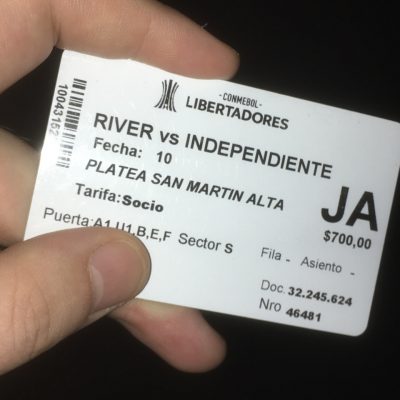 10043152
- CONMEBOL -
LIBERTADORES
RIVER vs INDEPENDIENTE
Fecha: 10
PLATEA SAN MARTIN ALTA
JA
Tarifa:Socio
$700,00
Puerta:A1,U1,B,E,F Sector S
Fila - Asiento -
Doc. 32.245.624
Nro 46481